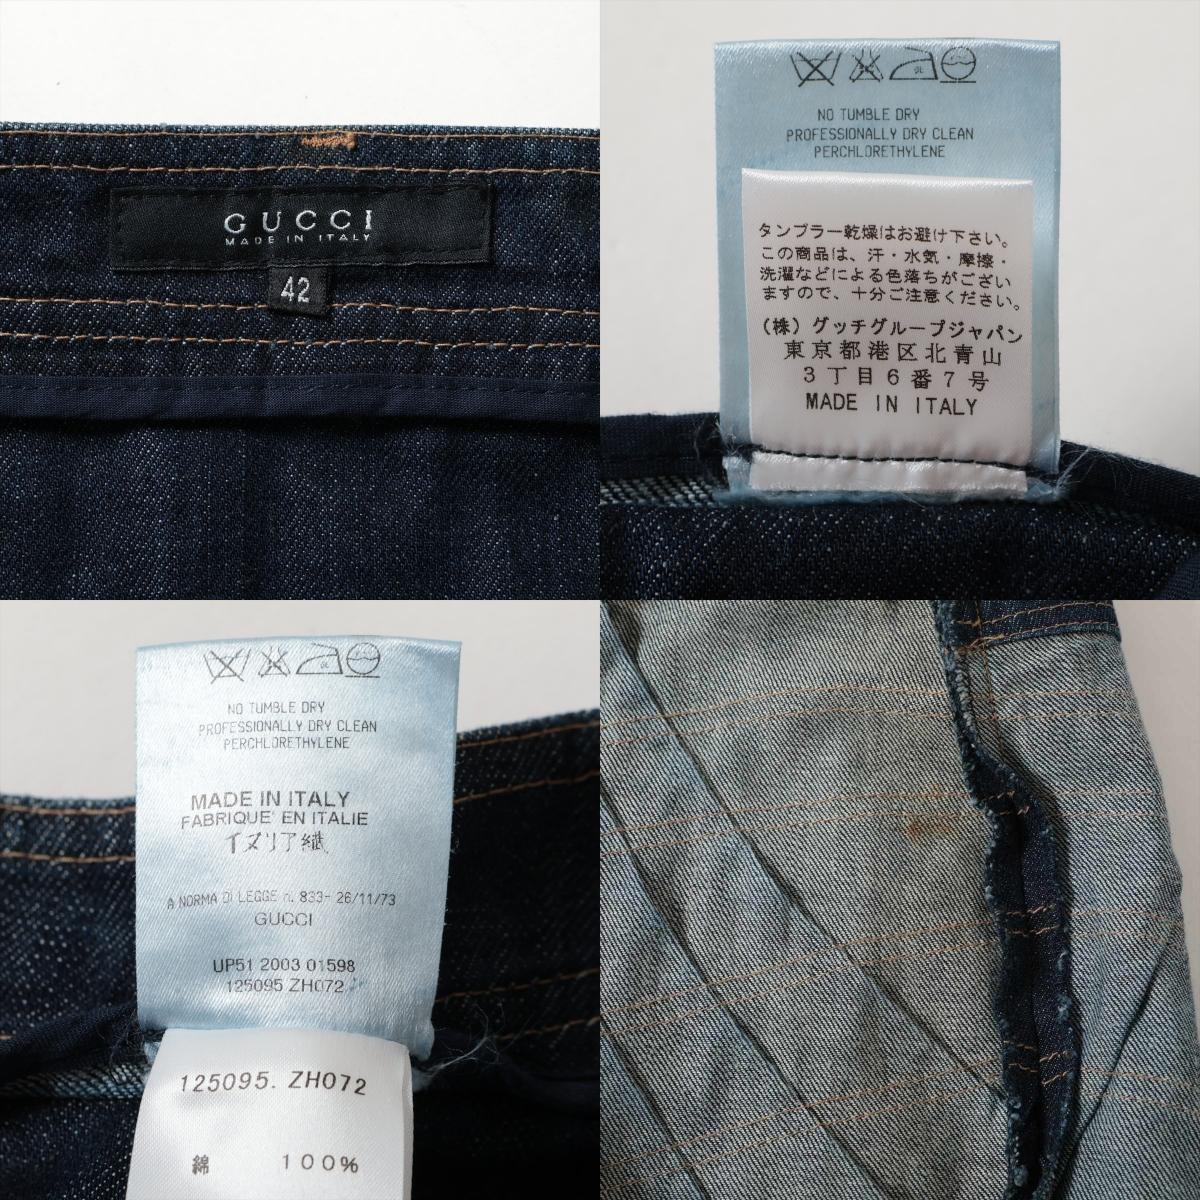 GUCCI
MADE IN ITALY
42
NO TUMBLE DRY
PROFESSIONALLY DRY CLEAN
PERCHLORETHYLENE
タンブラー乾燥はお避け下さい。
この商品は、汗・水気・摩擦・
洗濯などによる色落ちがござい
ますので、十分ご注意ください。
(株)グッチグループジャパン
東京都港区北青山
3丁目6番7号
MADE IN ITALY
NO TUMBLE DRY
PROFESSIONALLY DRY CLEAN
PERCHLORETHYLENE
MADE IN ITALY
FABRIQUE' EN ITALIE
A NORMA DI LEGGE n. 833- 26/11/73
GUCCI
UP51 2003 01598
125095 ZH072
125095. ZH072
綿 100%